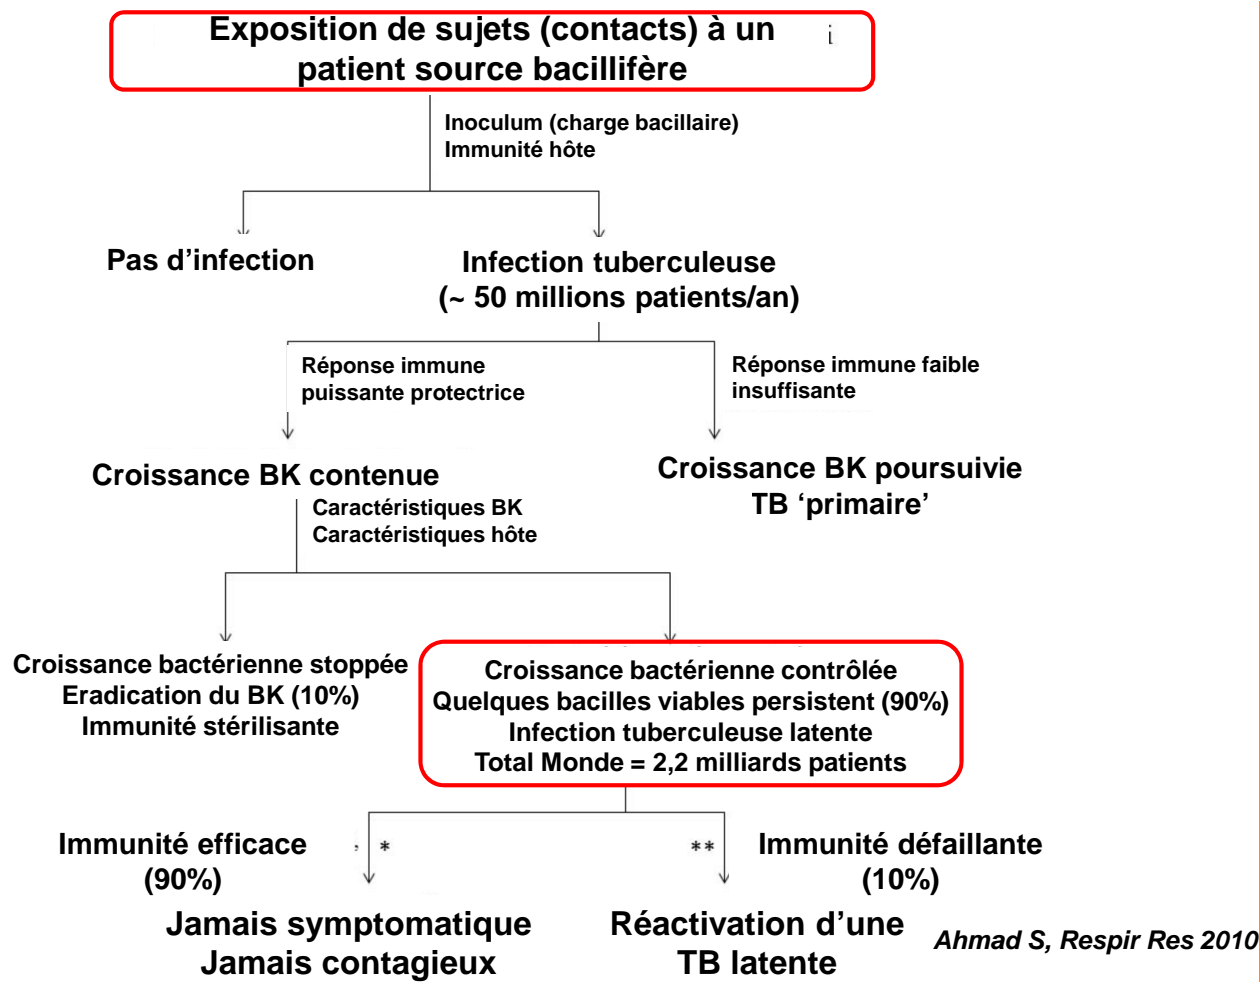 Exposition de sujets (contacts) à un
patient source bacillifère
Inoculum (charge bacillaire)
Immunité hôte
Pas d’infection
Infection tuberculeuse
(~ 50 millions patients/an)
Réponse immune
puissante protectrice
Réponse immune faible
insuffisante
Croissance BK contenue
Croissance BK poursuivie
TB ‘primaire’
Caractéristiques BK
Caractéristiques hôte
Croissance bactérienne stoppée
Eradication du BK (10%)
Immunité stérilisante
Croissance bactérienne contrôlée
Quelques bacilles viables persistent (90%)
Infection tuberculeuse latente
Total Monde = 2,2 milliards patients
Immunité efficace
(90%)
*
**
Immunité défaillante
(10%)
Jamais symptomatique
Jamais contagieux
Réactivation d’une
TB latente
Ahmad S, Respir Res 2010